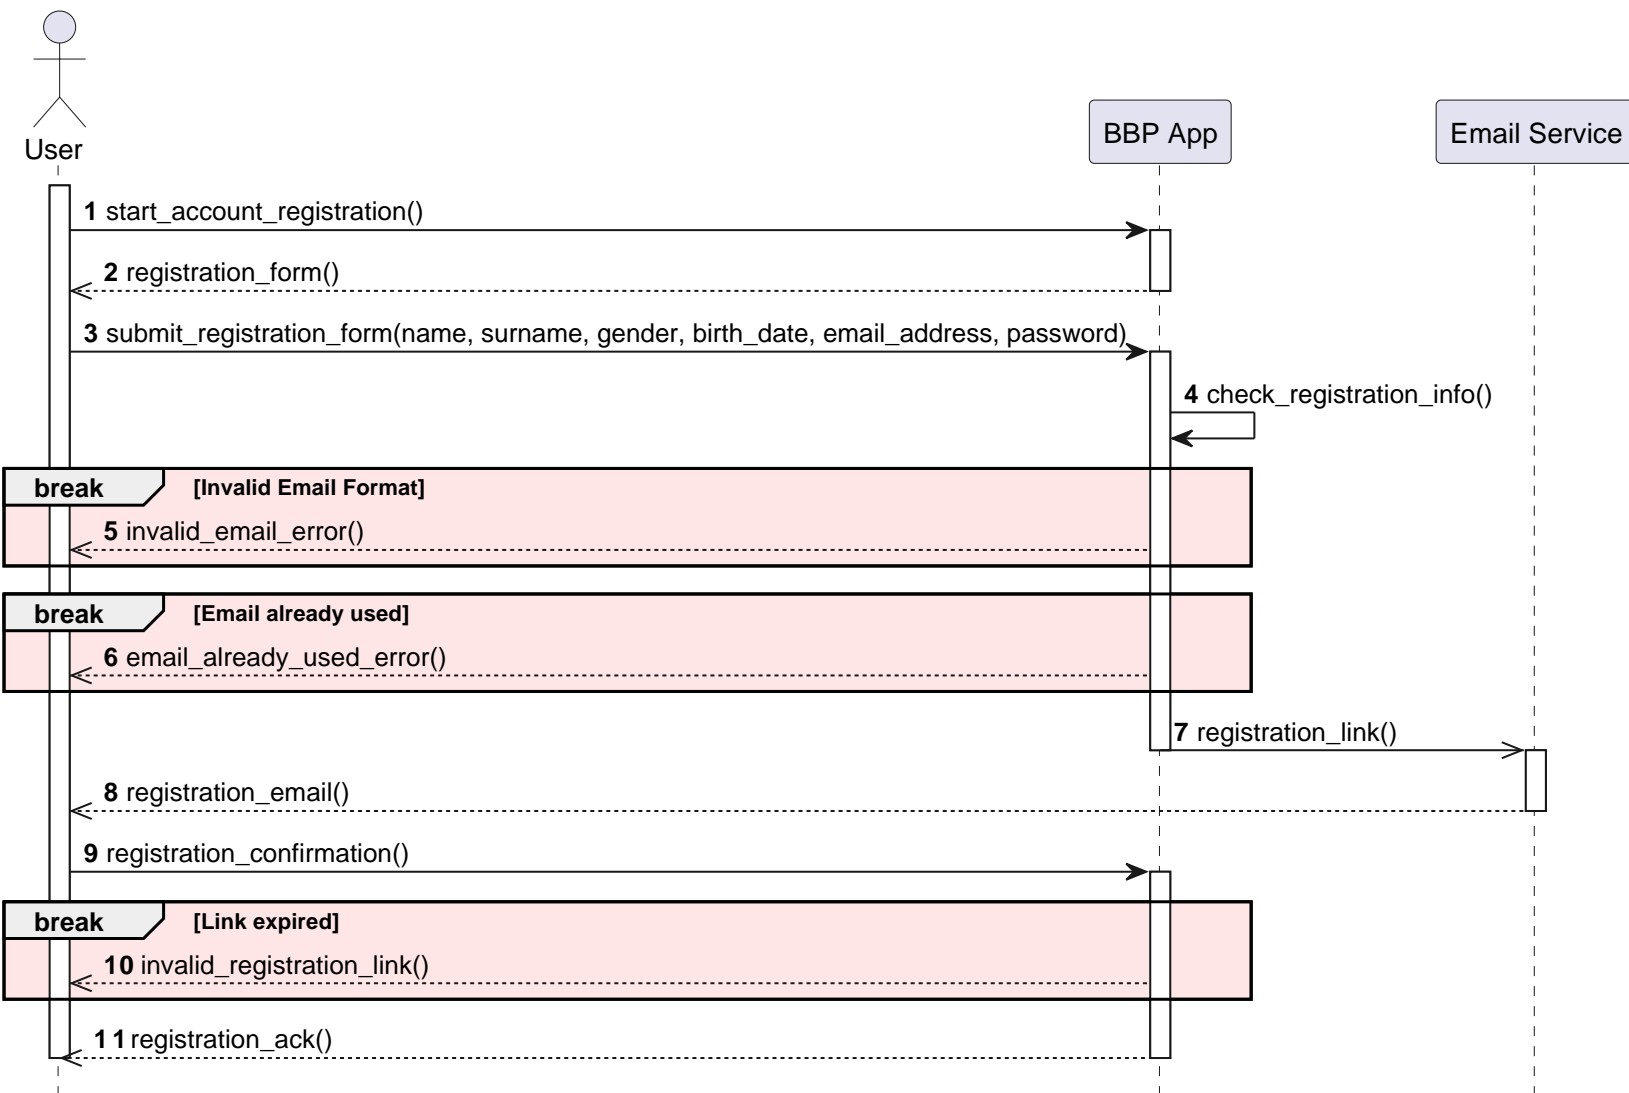 User
BBP App
Email Service
1 start_account_registration()
2 registration_form()
3 submit_registration_form(name, surname, gender, birth_date, email_address, password)
4 check_registration_info()
break [Invalid Email Format]
5 invalid_email_error()
break [Email already used]
6 email_already_used_error()
7 registration_link()
8 registration_email()
9 registration_confirmation()
break [Link expired]
10 invalid_registration_link()
11 registration_ack()